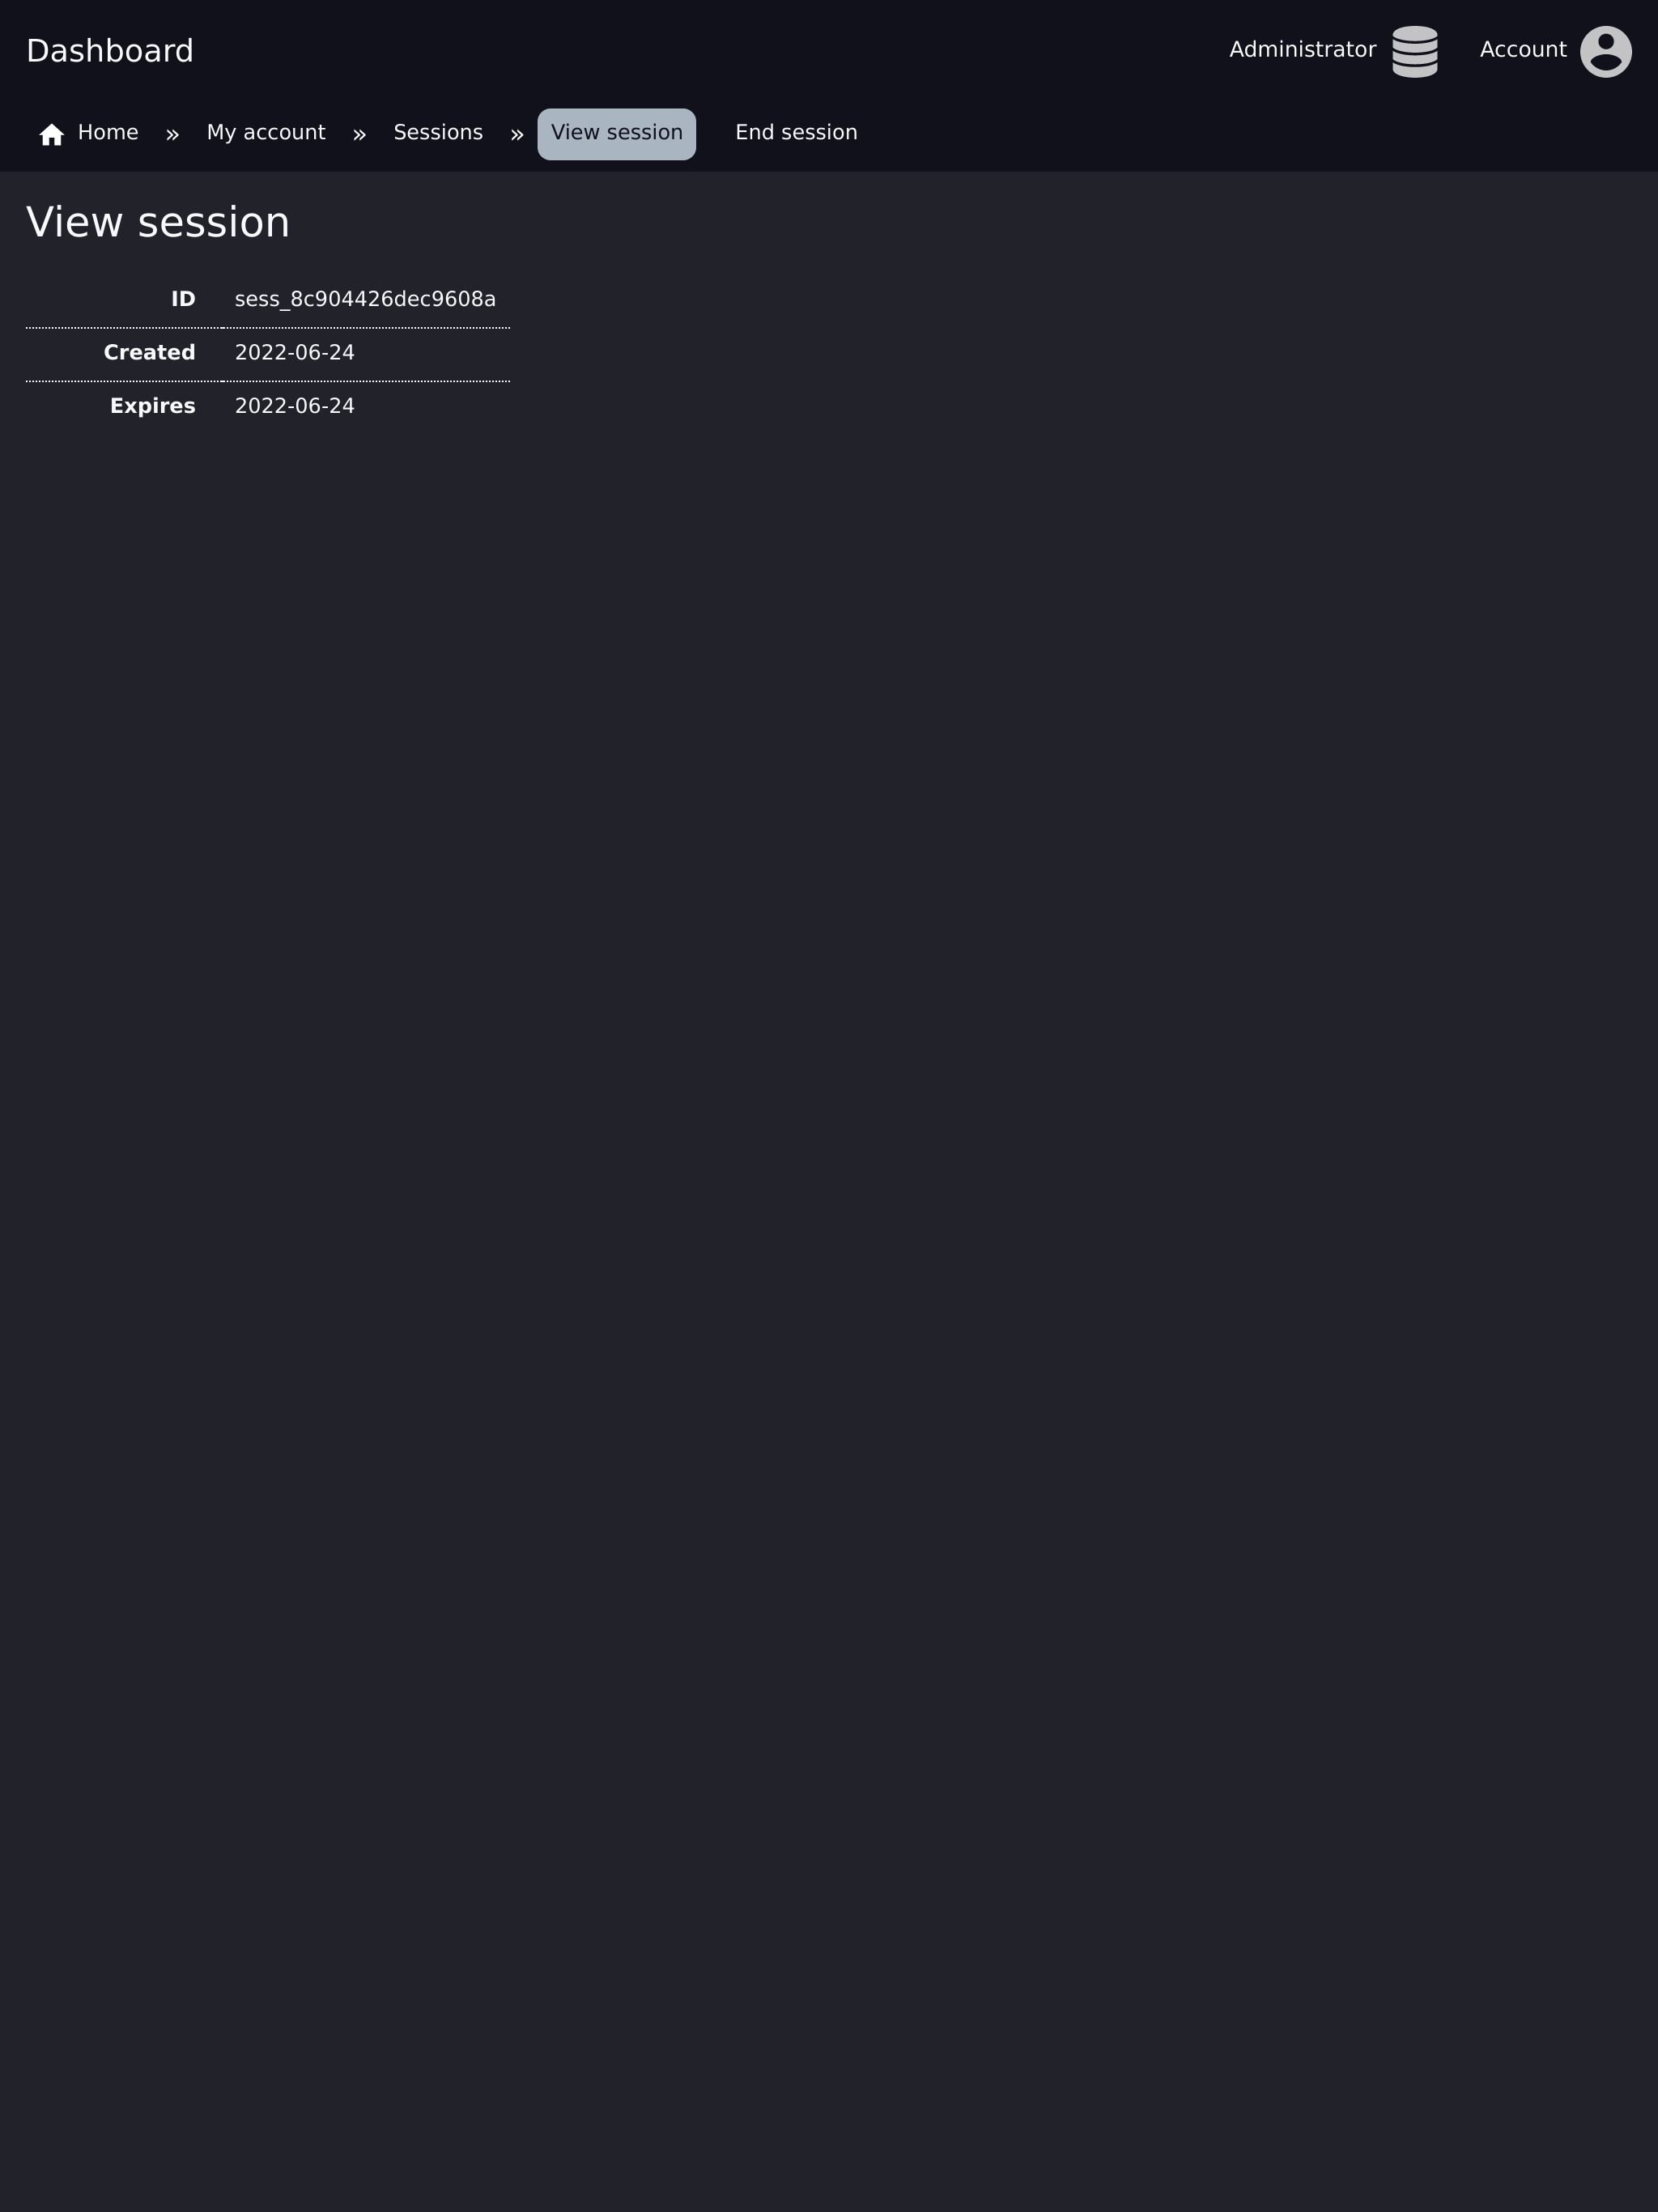 Dashboard
Administrator
Account
Home » My account » Sessions » View session End session
View session
ID sess_8c904426dec9608a
Created 2022-06-24
Expires 2022-06-24